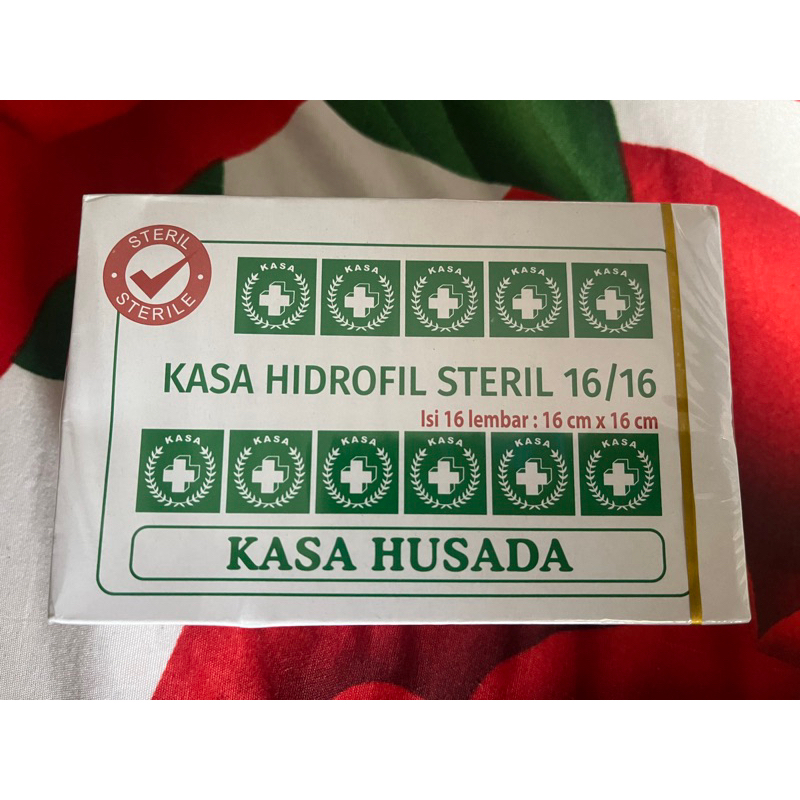 STERIL
STERILE
KASA KASA KASA KASA KASA
KASA HIDROFIL STERIL 16/16
Isi 16 lembar : 16 cm x 16 cm
KASA KASA KASA KASA KASA KASA
KASA HUSADA